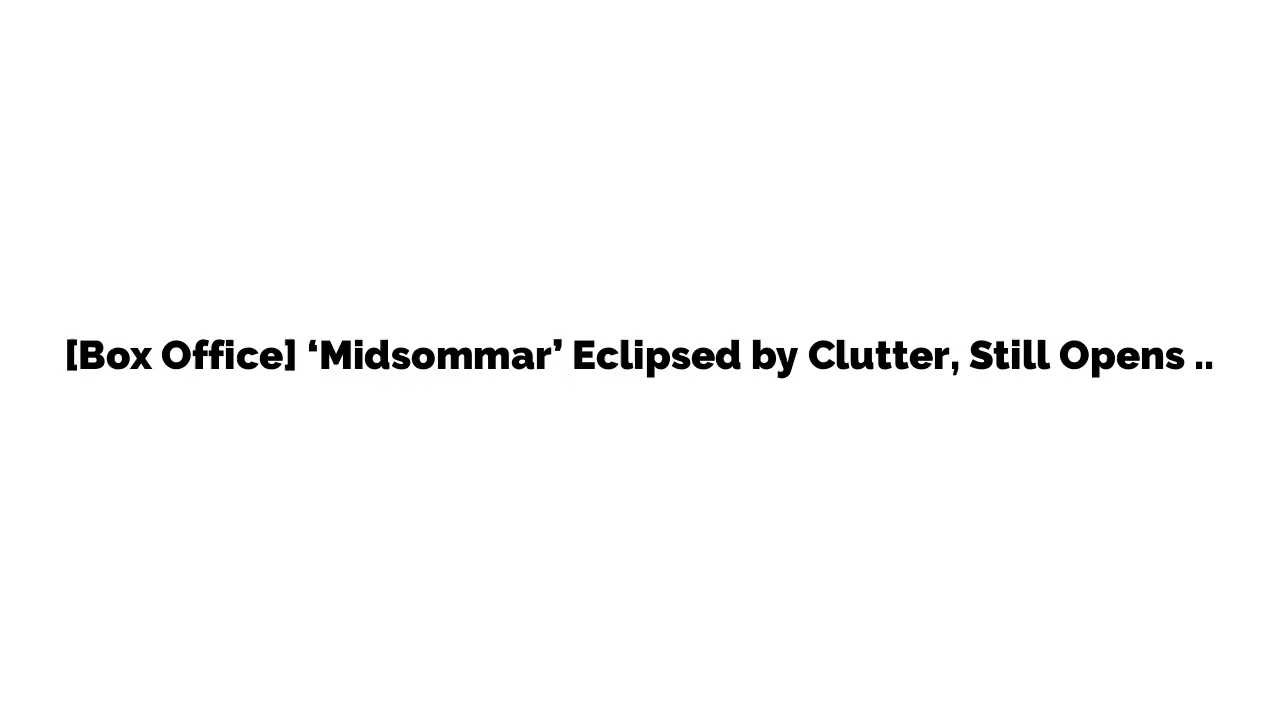 [Box Office] ‘Midsommar’ Eclipsed by Clutter, Still Opens ..